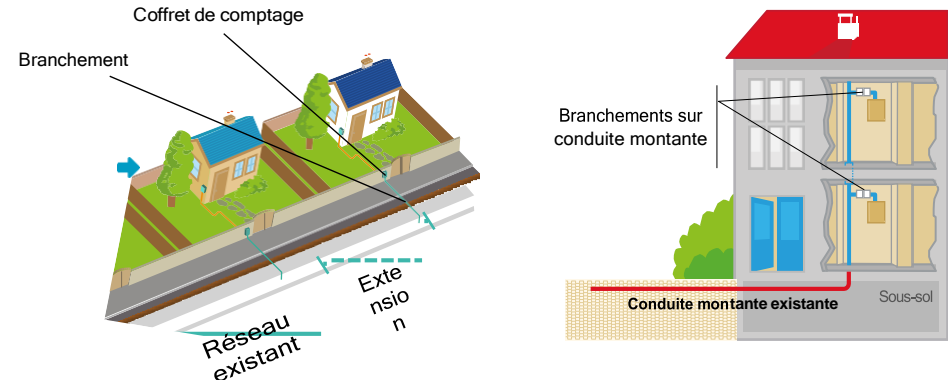 Coffret de comptage
Branchement
Exte
nsio
n
Réseau
existant
Branchements sur
conduite montante
Conduite montante existante
Sous-sol